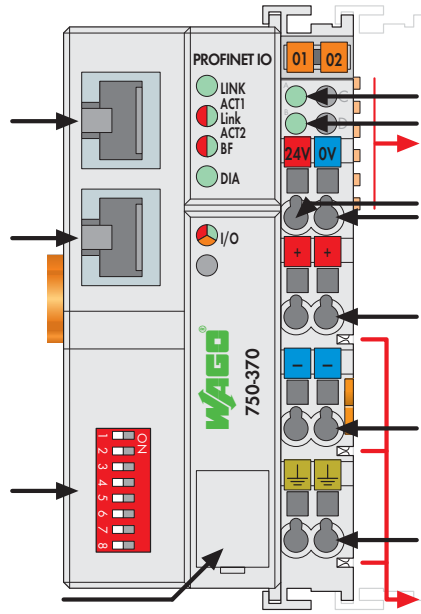 PROFINET IO
01 02
LINK
ACT1
Link
ACT2
BF
DIA
C
D
24V 0V
I/O
+ +
WAGO®
750-370
− −
ON
1
2
3
4
5
6
7
8